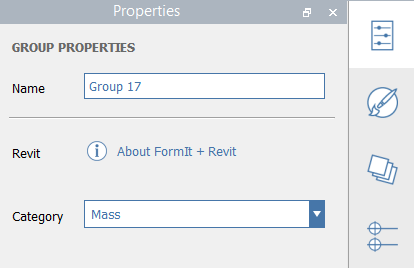 Properties
GROUP PROPERTIES
Name Group 17
Revit About FormIt + Revit
Category Mass